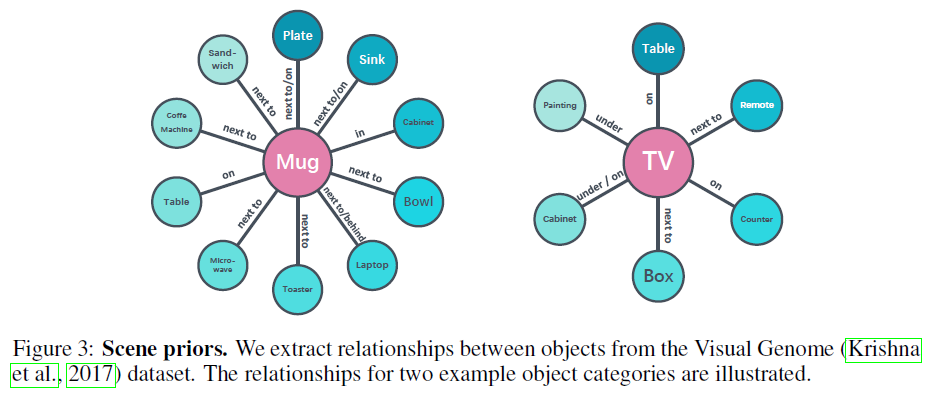 Plate
Sand-
wich
Sink
next to/on
next to
next to/on
Coffe
Machine
next to
in
Cabinet
Mug
on
next to
Table
Bowl
next to
next to
next to/behind
Micro-
wave
Toaster
Laptop
Table
on
Painting
Remote
under
next to
TV
under / on
on
Cabinet
next to
Counter
Box
Figure 3: Scene priors. We extract relationships between objects from the Visual Genome (Krishna
et al., 2017) dataset. The relationships for two example object categories are illustrated.